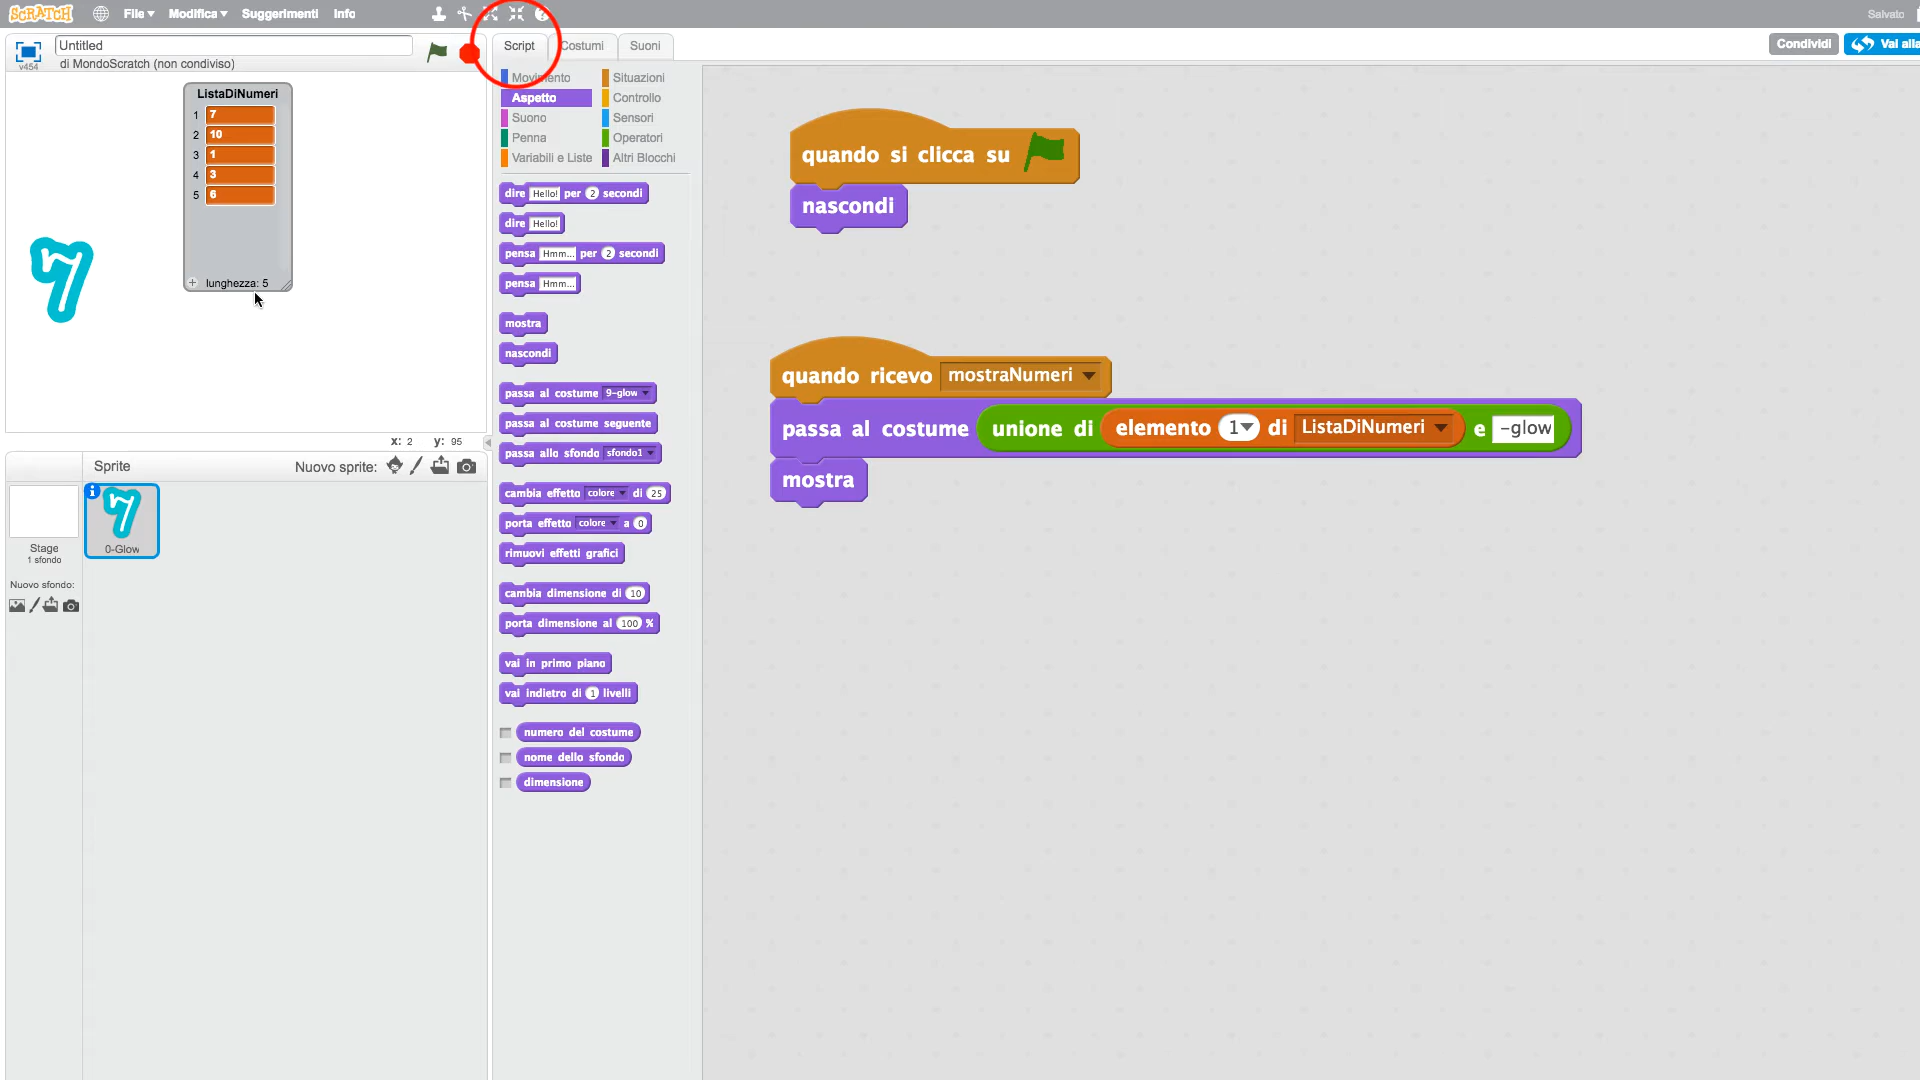 SCRATCH File Modifica Suggerimenti Info
Salvato
Untitled
di MondoScratch (non condiviso)
v454
Script Costumi Suoni
Condividi
Vai alla
ListaDiNumeri
1 7
2 10
3 1
4 3
5 6
+ lunghezza: 5
7
x: 2 y: 95
Sprite Nuovo sprite:
Stage
1 sfondo
Nuovo sfondo:
7
0-Glow
Movimento Situazioni
Aspetto Controllo
Suono Sensori
Penna Operatori
Variabili e Liste Altri Blocchi
dire Hello! per 2 secondi
dire Hello!
pensa Hmm... per 2 secondi
pensa Hmm...
mostra
nascondi
passa al costume 9-glow
passa al costume seguente
passa allo sfondo sfondo1
cambia effetto colore di 25
porta effetto colore a 0
rimuovi effetti grafici
cambia dimensione di 10
porta dimensione al 100 %
vai in primo piano
vai indietro di 1 livelli
numero del costume
nome dello sfondo
dimensione
quando si clicca su
nascondi
quando ricevo mostraNumeri
passa al costume unione di elemento 1 di ListaDiNumeri e -glow
mostra